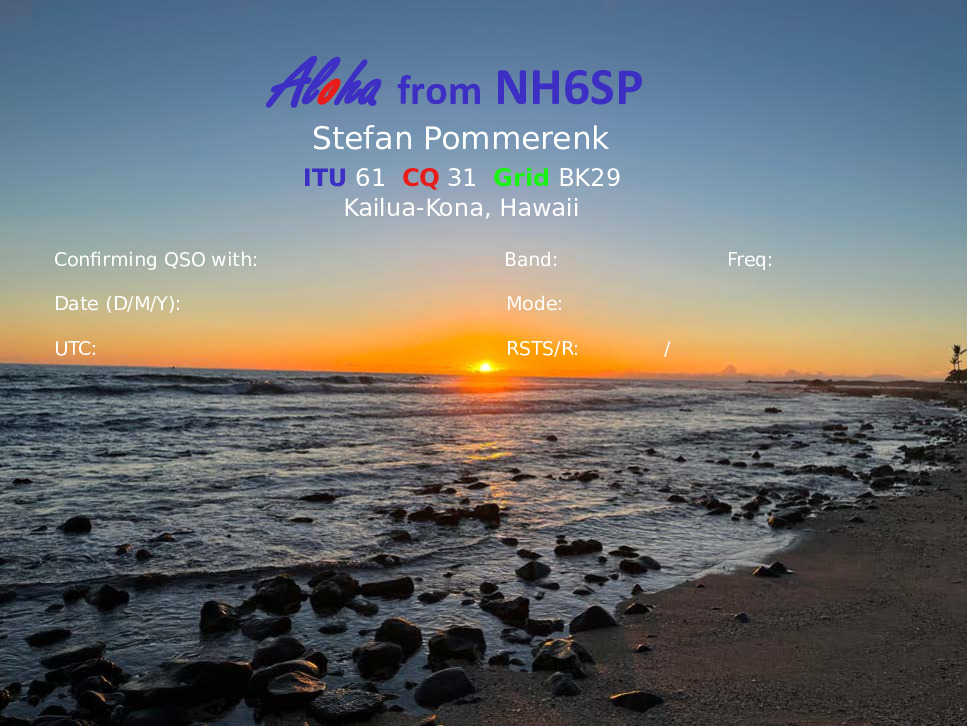 Aloha from NH6SP
Stefan Pommerenk
ITU 61 CQ 31 Grid BK29
Kailua-Kona, Hawaii
Confirming QSO with: Band: Freq:
Date (D/M/Y): Mode:
UTC: RSTS/R: /